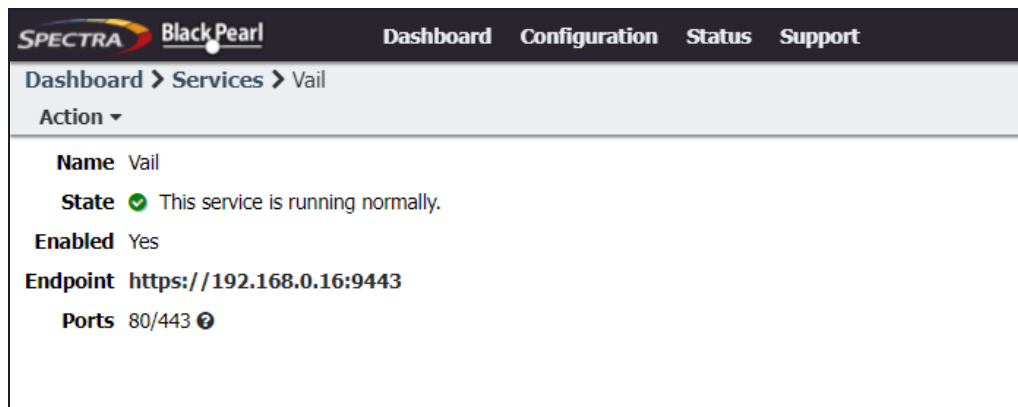 SPECTRA BlackPearl Dashboard Configuration Status Support
Dashboard > Services > Vail
Action
Name Vail
State This service is running normally.
Enabled Yes
Endpoint https://192.168.0.16:9443
Ports 80/443 ?